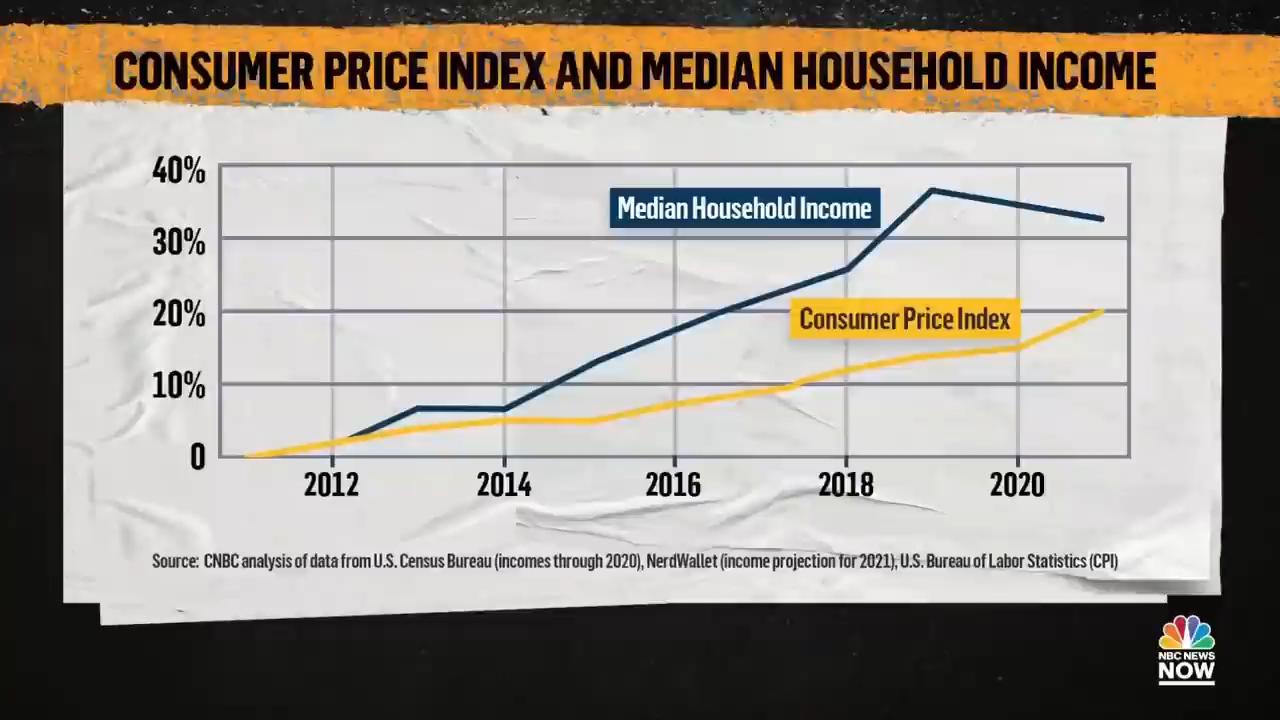 CONSUMER PRICE INDEX AND MEDIAN HOUSEHOLD INCOME
40%
30%
20%
10%
0
Median Household Income
Consumer Price Index
2012 2014 2016 2018 2020
Source: CNBC analysis of data from U.S. Census Bureau (incomes through 2020), NerdWallet (income projection for 2021), U.S. Bureau of Labor Statistics (CPI)
NBC NEWS
NOW